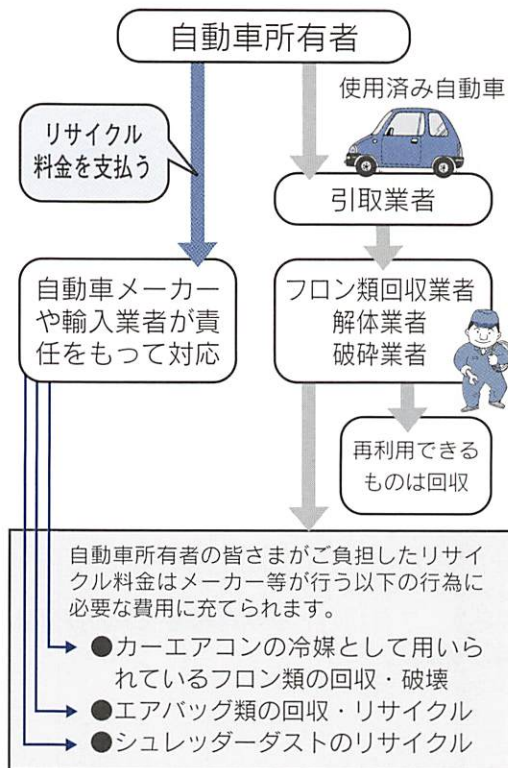 自動車所有者
使用済み自動車
リサイクル
料金を支払う
引取業者
自動車メーカー
や輸入業者が責
任をもって対応
フロン類回収業者
解体業者
破砕業者
再利用できる
ものは回収
自動車所有者の皆さまがご負担したリサイ
クル料金はメーカー等が行う以下の行為に
必要な費用に充てられます。
●カーエアコンの冷媒として用いら
れているフロン類の回収・破壊
●エアバッグ類の回収・リサイクル
●シュレッダーダストのリサイクル